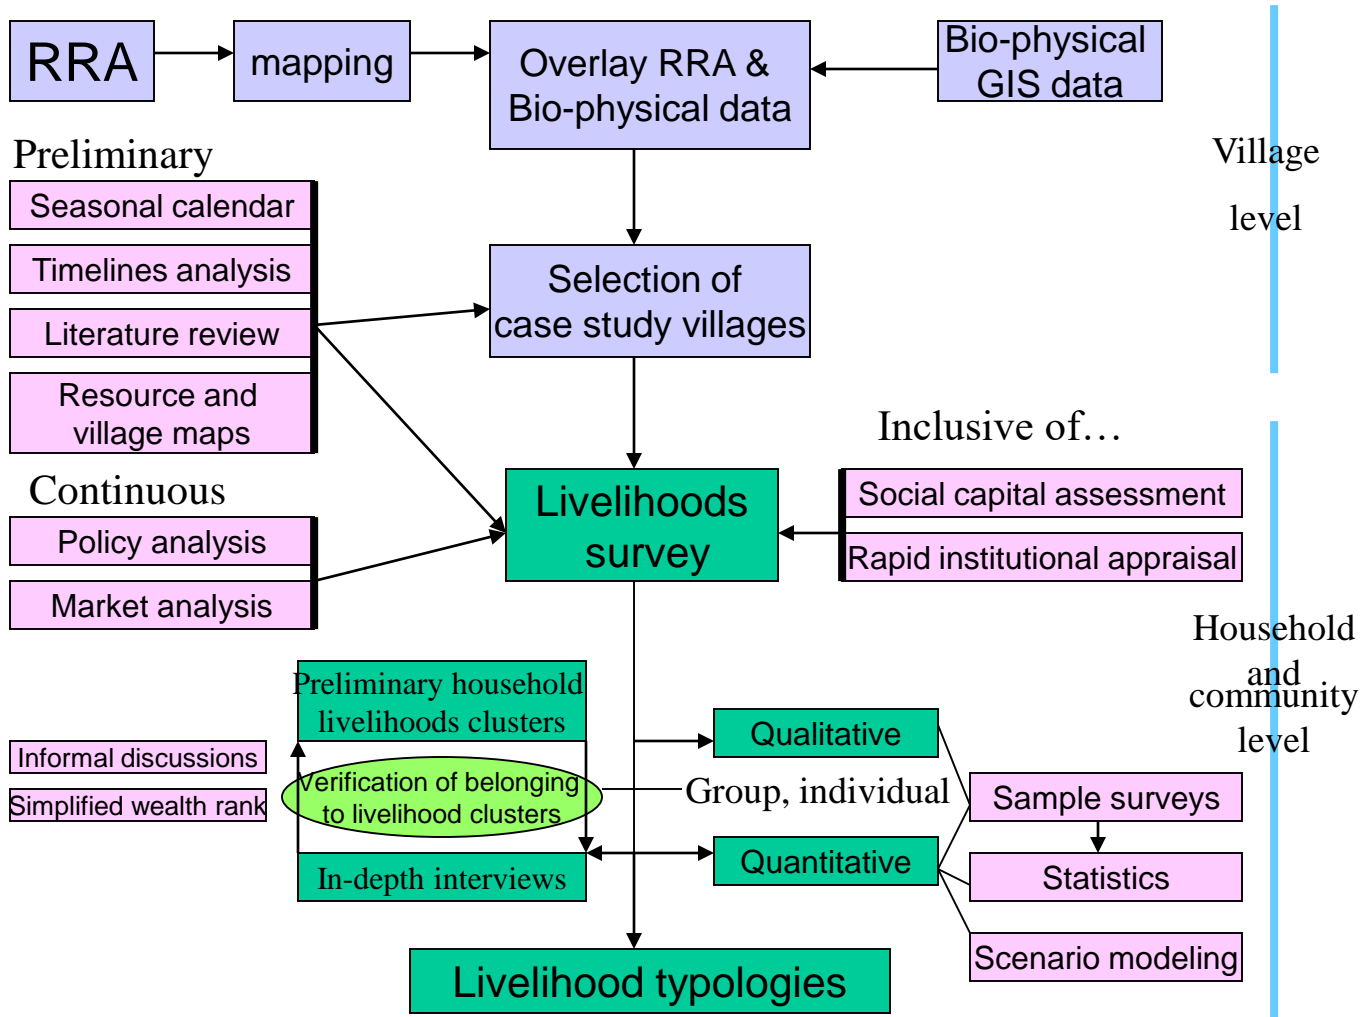 RRA
mapping
Overlay RRA &
Bio-physical data
Bio-physical
GIS data
Village
level
Preliminary
Seasonal calendar
Timelines analysis
Literature review
Resource and
village maps
Selection of
case study villages
Continuous
Policy analysis
Market analysis
Livelihoods
survey
Inclusive of…
Social capital assessment
Rapid institutional appraisal
Household
and
community
level
Preliminary household
livelihoods clusters
Informal discussions
Simplified wealth rank
Verification of belonging
to livelihood clusters
In-depth interviews
Qualitative
Group, individual
Quantitative
Sample surveys
Statistics
Scenario modeling
Livelihood typologies